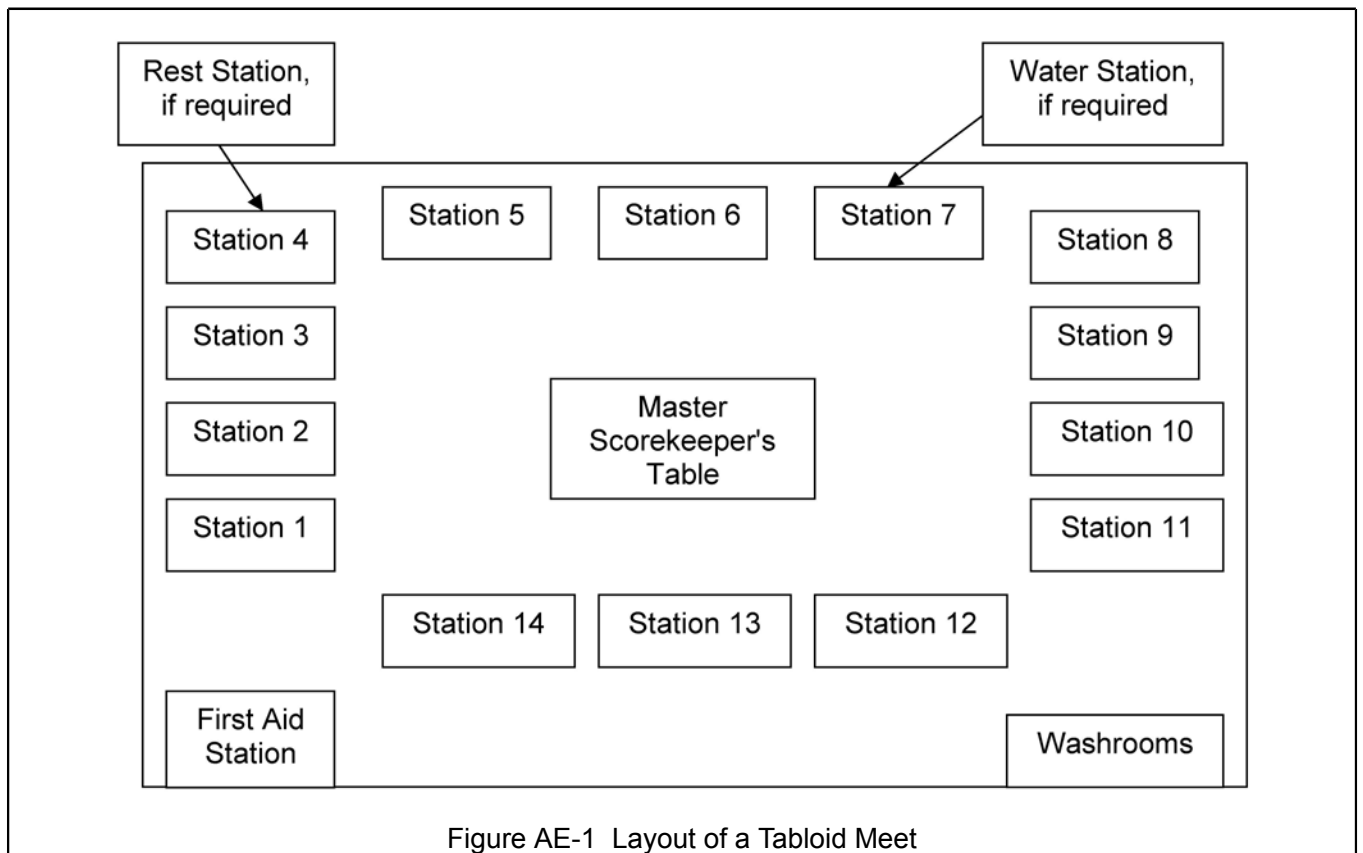 Rest Station,
if required
Water Station,
if required
Station 5
Station 6
Station 7
Station 4
Station 8
Station 3
Station 9
Master
Scorekeeper's
Table
Station 2
Station 10
Station 1
Station 11
Station 14
Station 13
Station 12
First Aid
Station
Washrooms
Figure AE-1 Layout of a Tabloid Meet